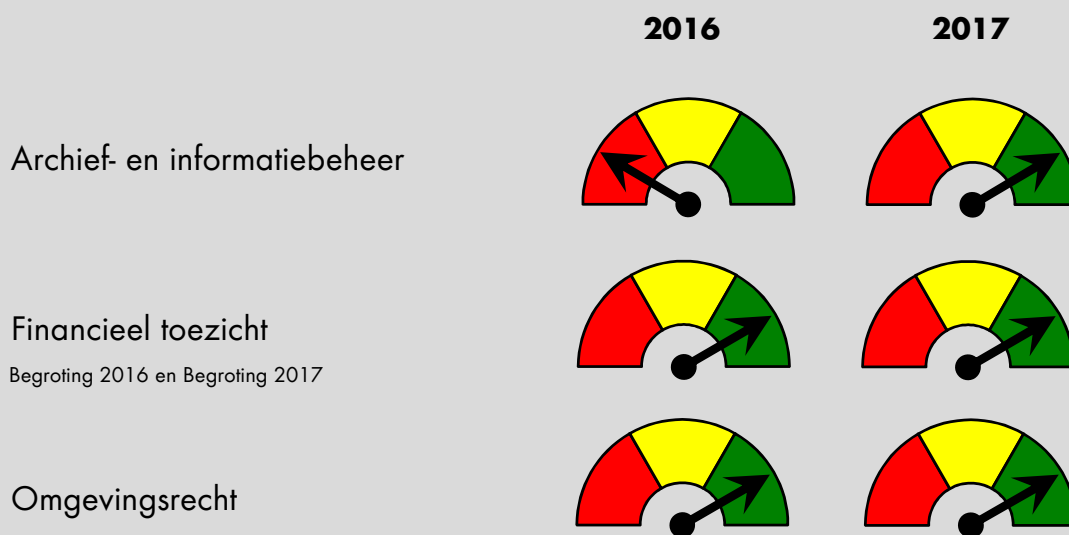 2016 2017
Archief- en informatiebeheer
Financieel toezicht
Begroting 2016 en Begroting 2017
Omgevingsrecht